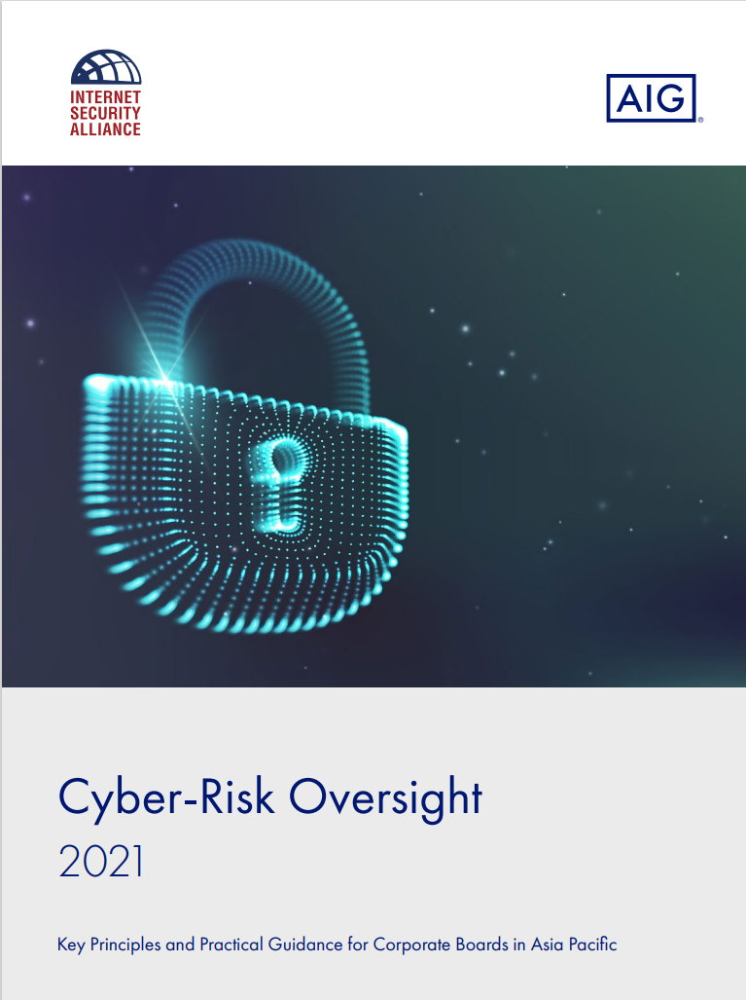 INTERNET
SECURITY
ALLIANCE
AIG®
Cyber-Risk Oversight
2021
Key Principles and Practical Guidance for Corporate Boards in Asia Pacific